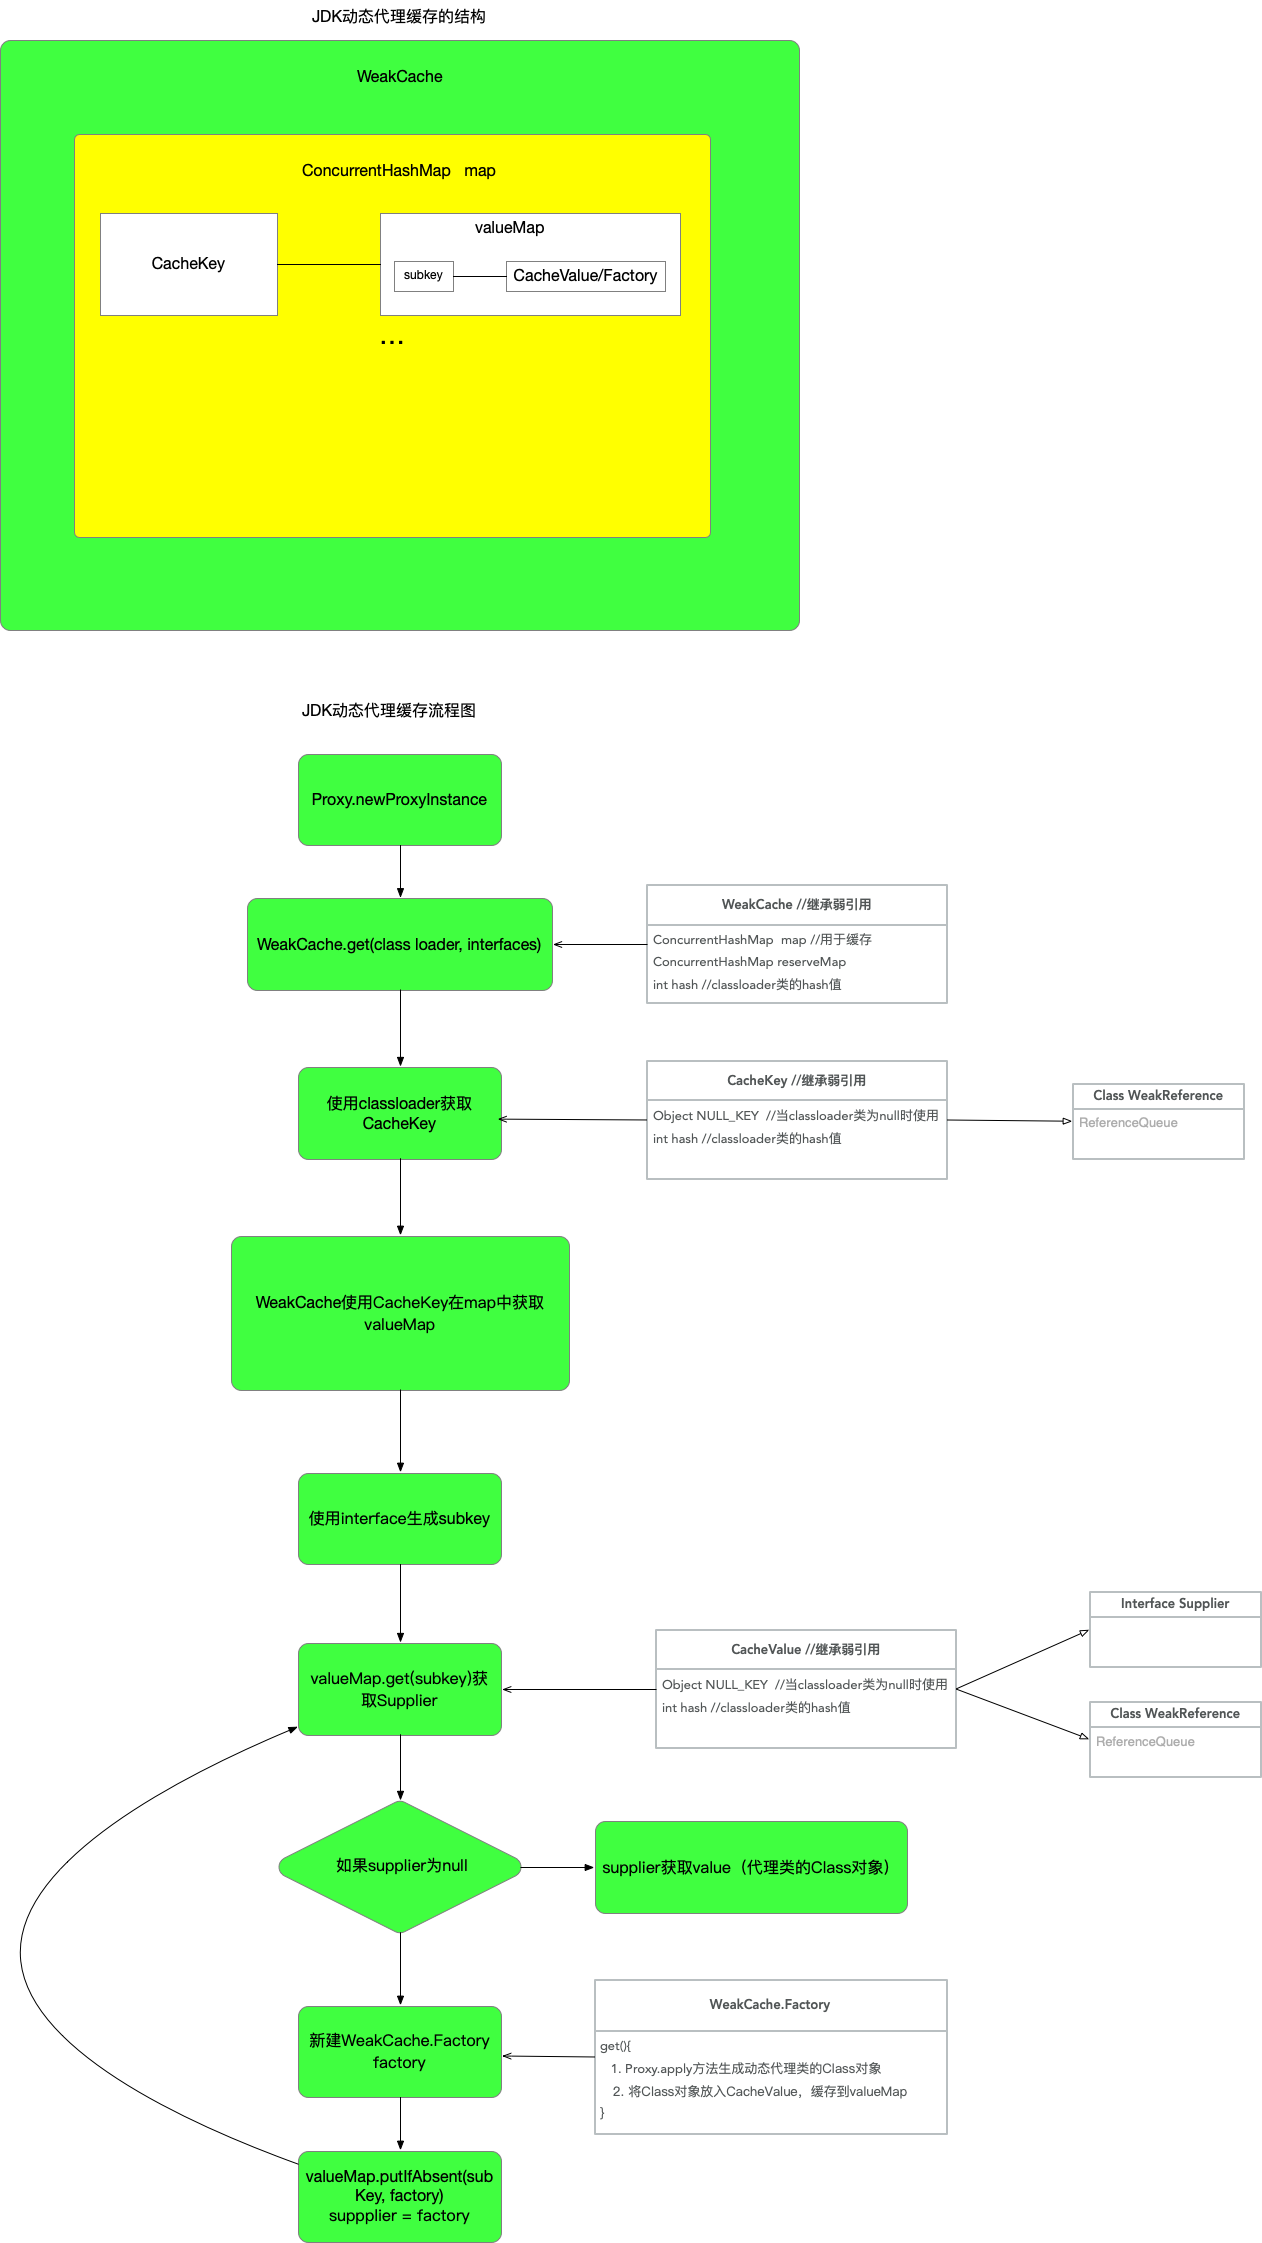 JDK动态代理缓存的结构
WeakCache
ConcurrentHashMap   map
CacheKey
valueMap
subkey
CacheValue/Factory
...
JDK动态代理缓存流程图
Proxy.newProxyInstance
WeakCache.get(class loader, interfaces)
WeakCache //继承弱引用
ConcurrentHashMap  map //用于缓存
ConcurrentHashMap reserveMap
int hash //classloader类的hash值
使用classloader获取
CacheKey
CacheKey //继承弱引用
Object NULL_KEY  //当classloader类为null时使用
int hash //classloader类的hash值
Class WeakReference
ReferenceQueue
WeakCache使用CacheKey在map中获取
valueMap
使用interface生成subkey
valueMap.get(subkey)获
取Supplier
CacheValue //继承弱引用
Object NULL_KEY  //当classloader类为null时使用
int hash //classloader类的hash值
Interface Supplier
Class WeakReference
ReferenceQueue
如果supplier为null
supplier获取value（代理类的Class对象）
新建WeakCache.Factory
factory
WeakCache.Factory
get(){
1. Proxy.apply方法生成动态代理类的Class对象
2. 将Class对象放入CacheValue，缓存到valueMap
}
valueMap.putIfAbsent(sub
Key, factory)
suppplier = factory